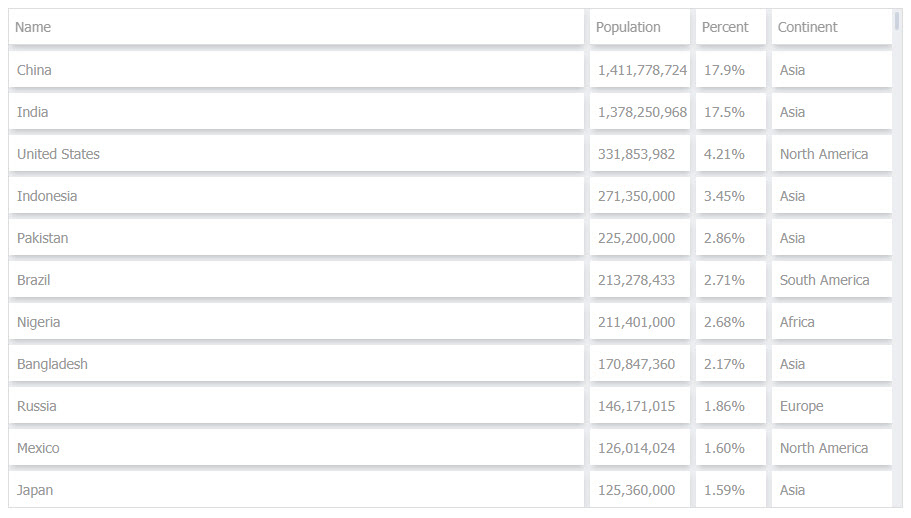 Name Population Percent Continent
China 1,411,778,724 17.9% Asia
India 1,378,250,968 17.5% Asia
United States 331,853,982 4.21% North America
Indonesia 271,350,000 3.45% Asia
Pakistan 225,200,000 2.86% Asia
Brazil 213,278,433 2.71% South America
Nigeria 211,401,000 2.68% Africa
Bangladesh 170,847,360 2.17% Asia
Russia 146,171,015 1.86% Europe
Mexico 126,014,024 1.60% North America
Japan 125,360,000 1.59% Asia